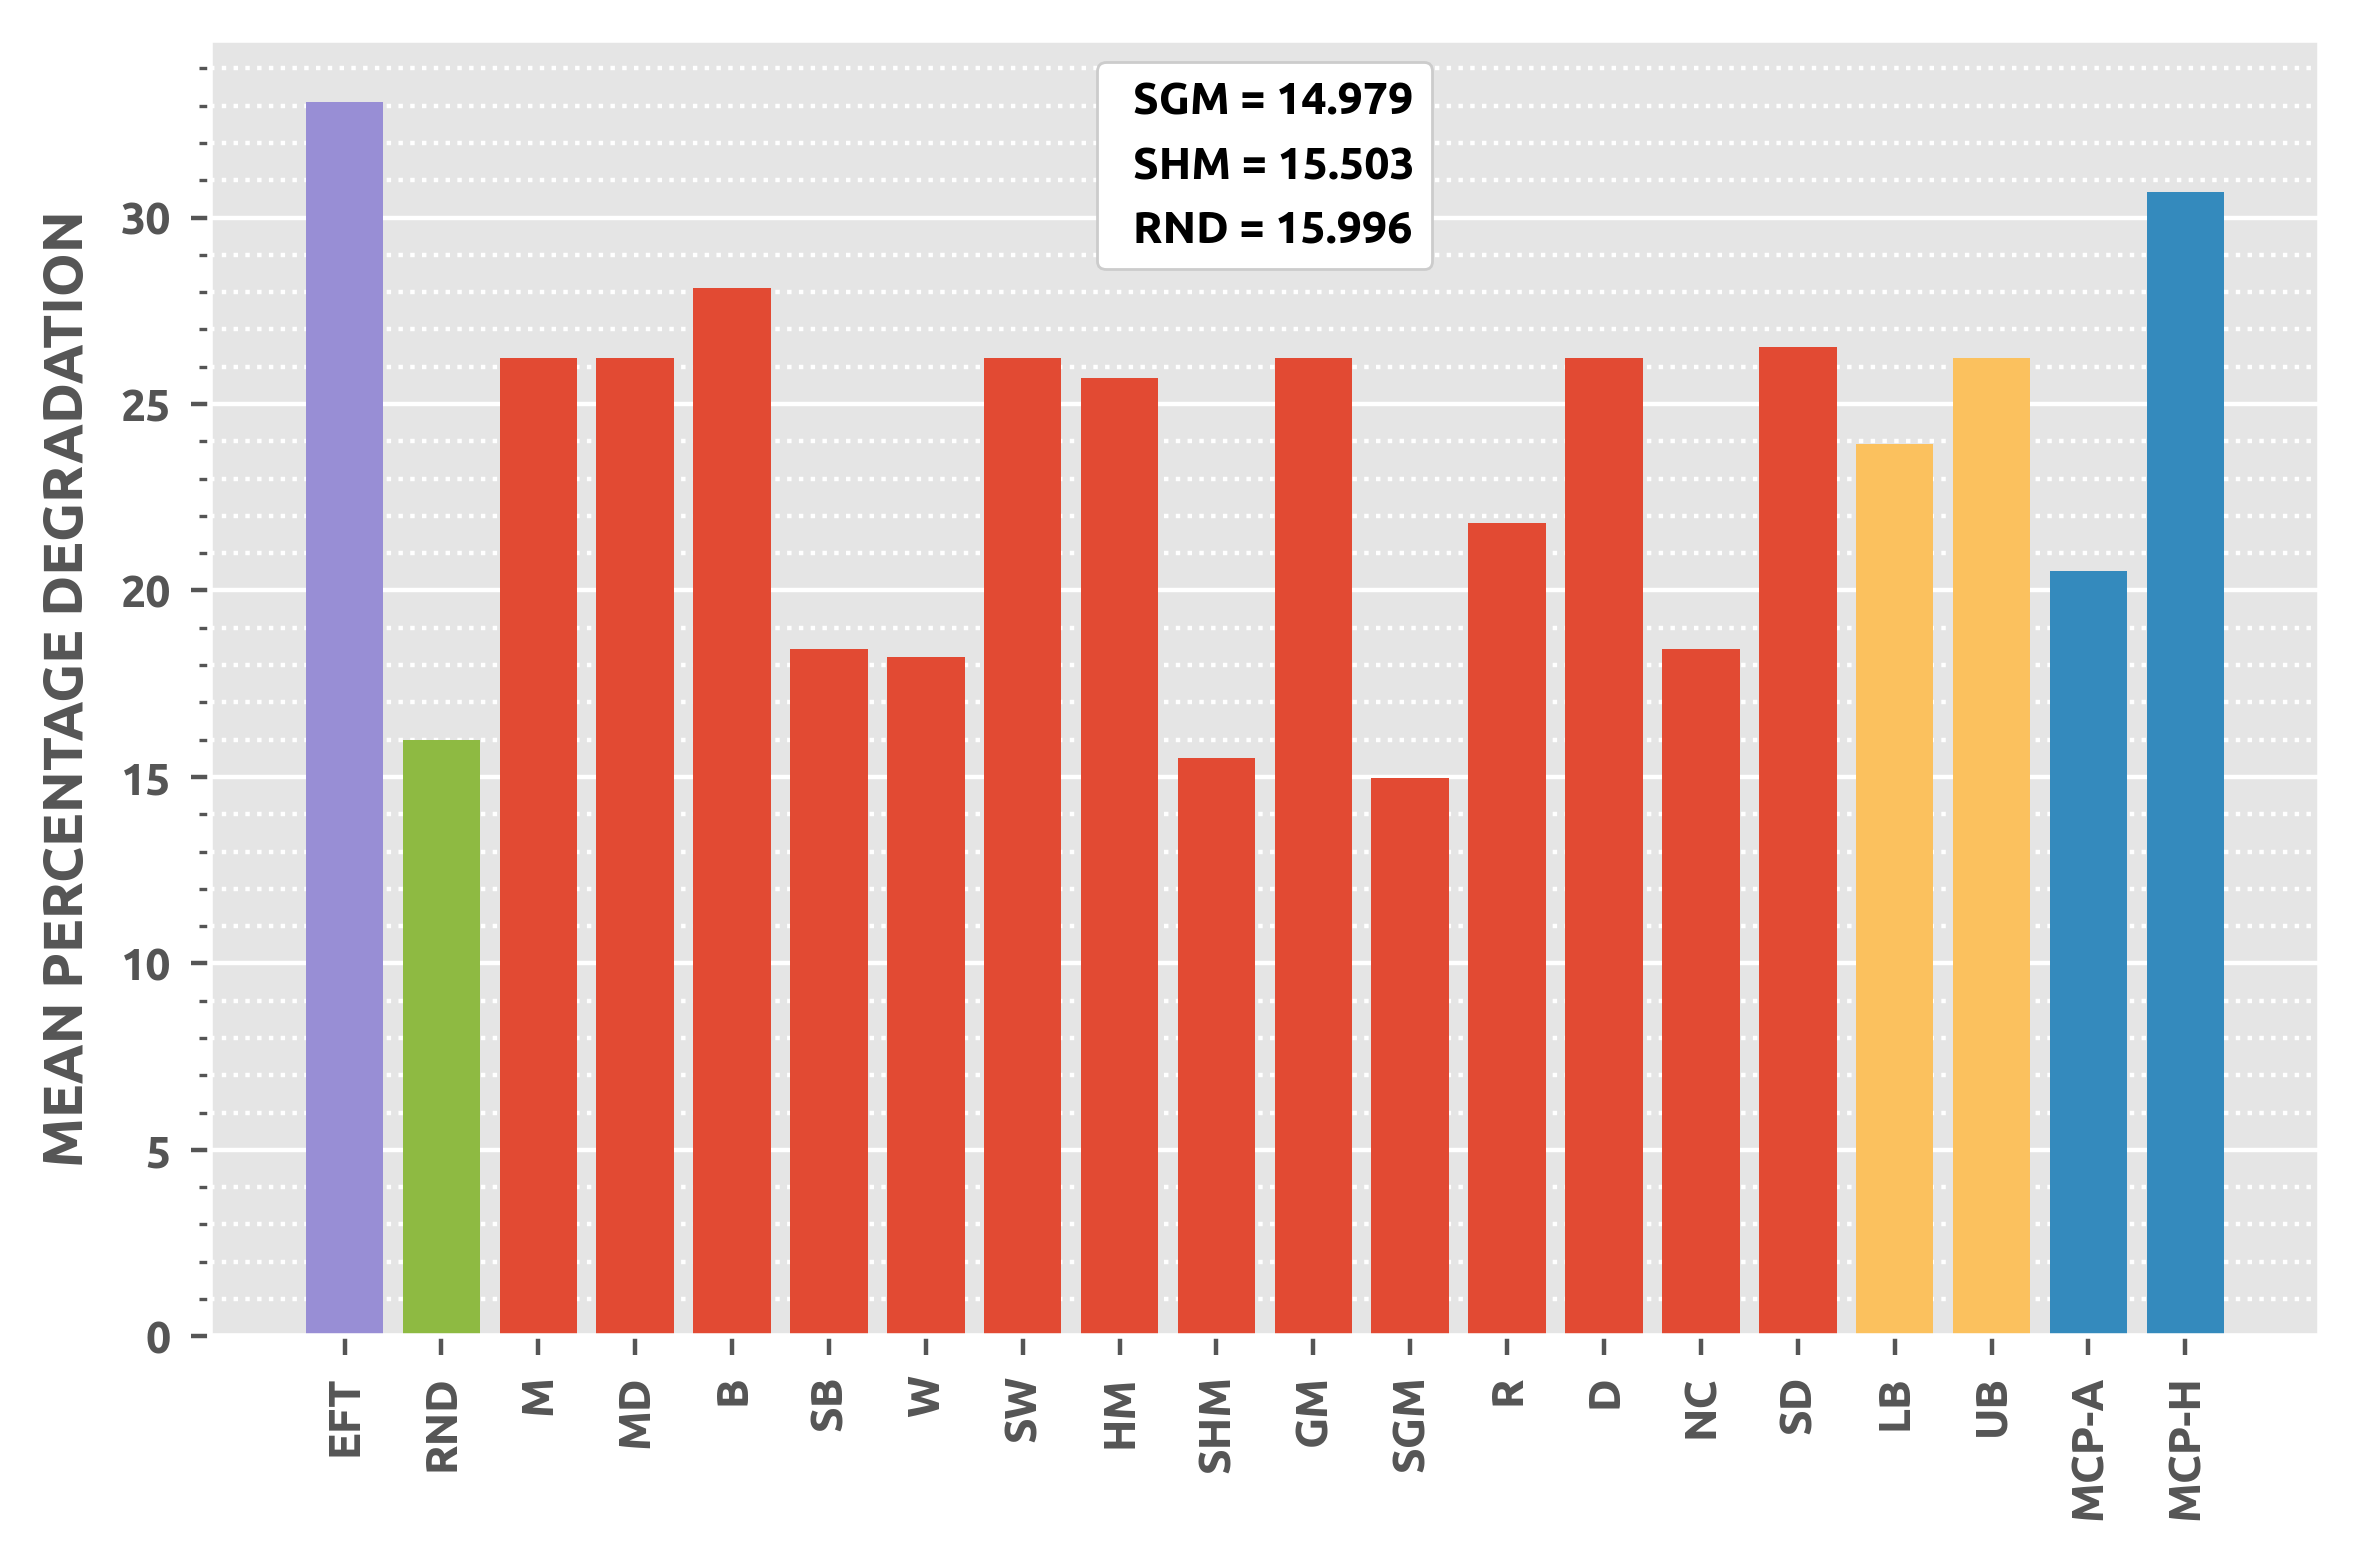 SGM = 14.979
SHM = 15.503
RND = 15.996
MEAN PERCENTAGE DEGRADATION
30
25
20
15
10
5
0
EFT
RND
M
MD
B
SB
W
SW
HM
SHM
GM
SGM
R
D
NC
SD
LB
UB
MCP-A
MCP-H